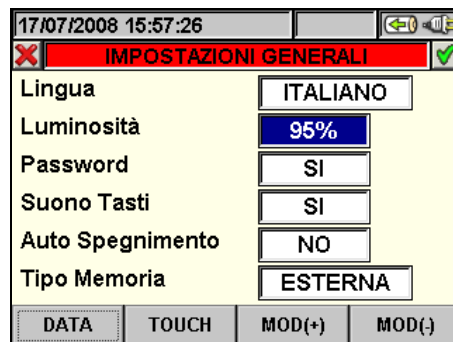 17/07/2008 15:57:26
IMPOSTAZIONI GENERALI
Lingua ITALIANO
Luminosità 95%
Password SI
Suono Tasti SI
Auto Spegnimento NO
Tipo Memoria ESTERNA
DATA TOUCH MOD(+) MOD(-)